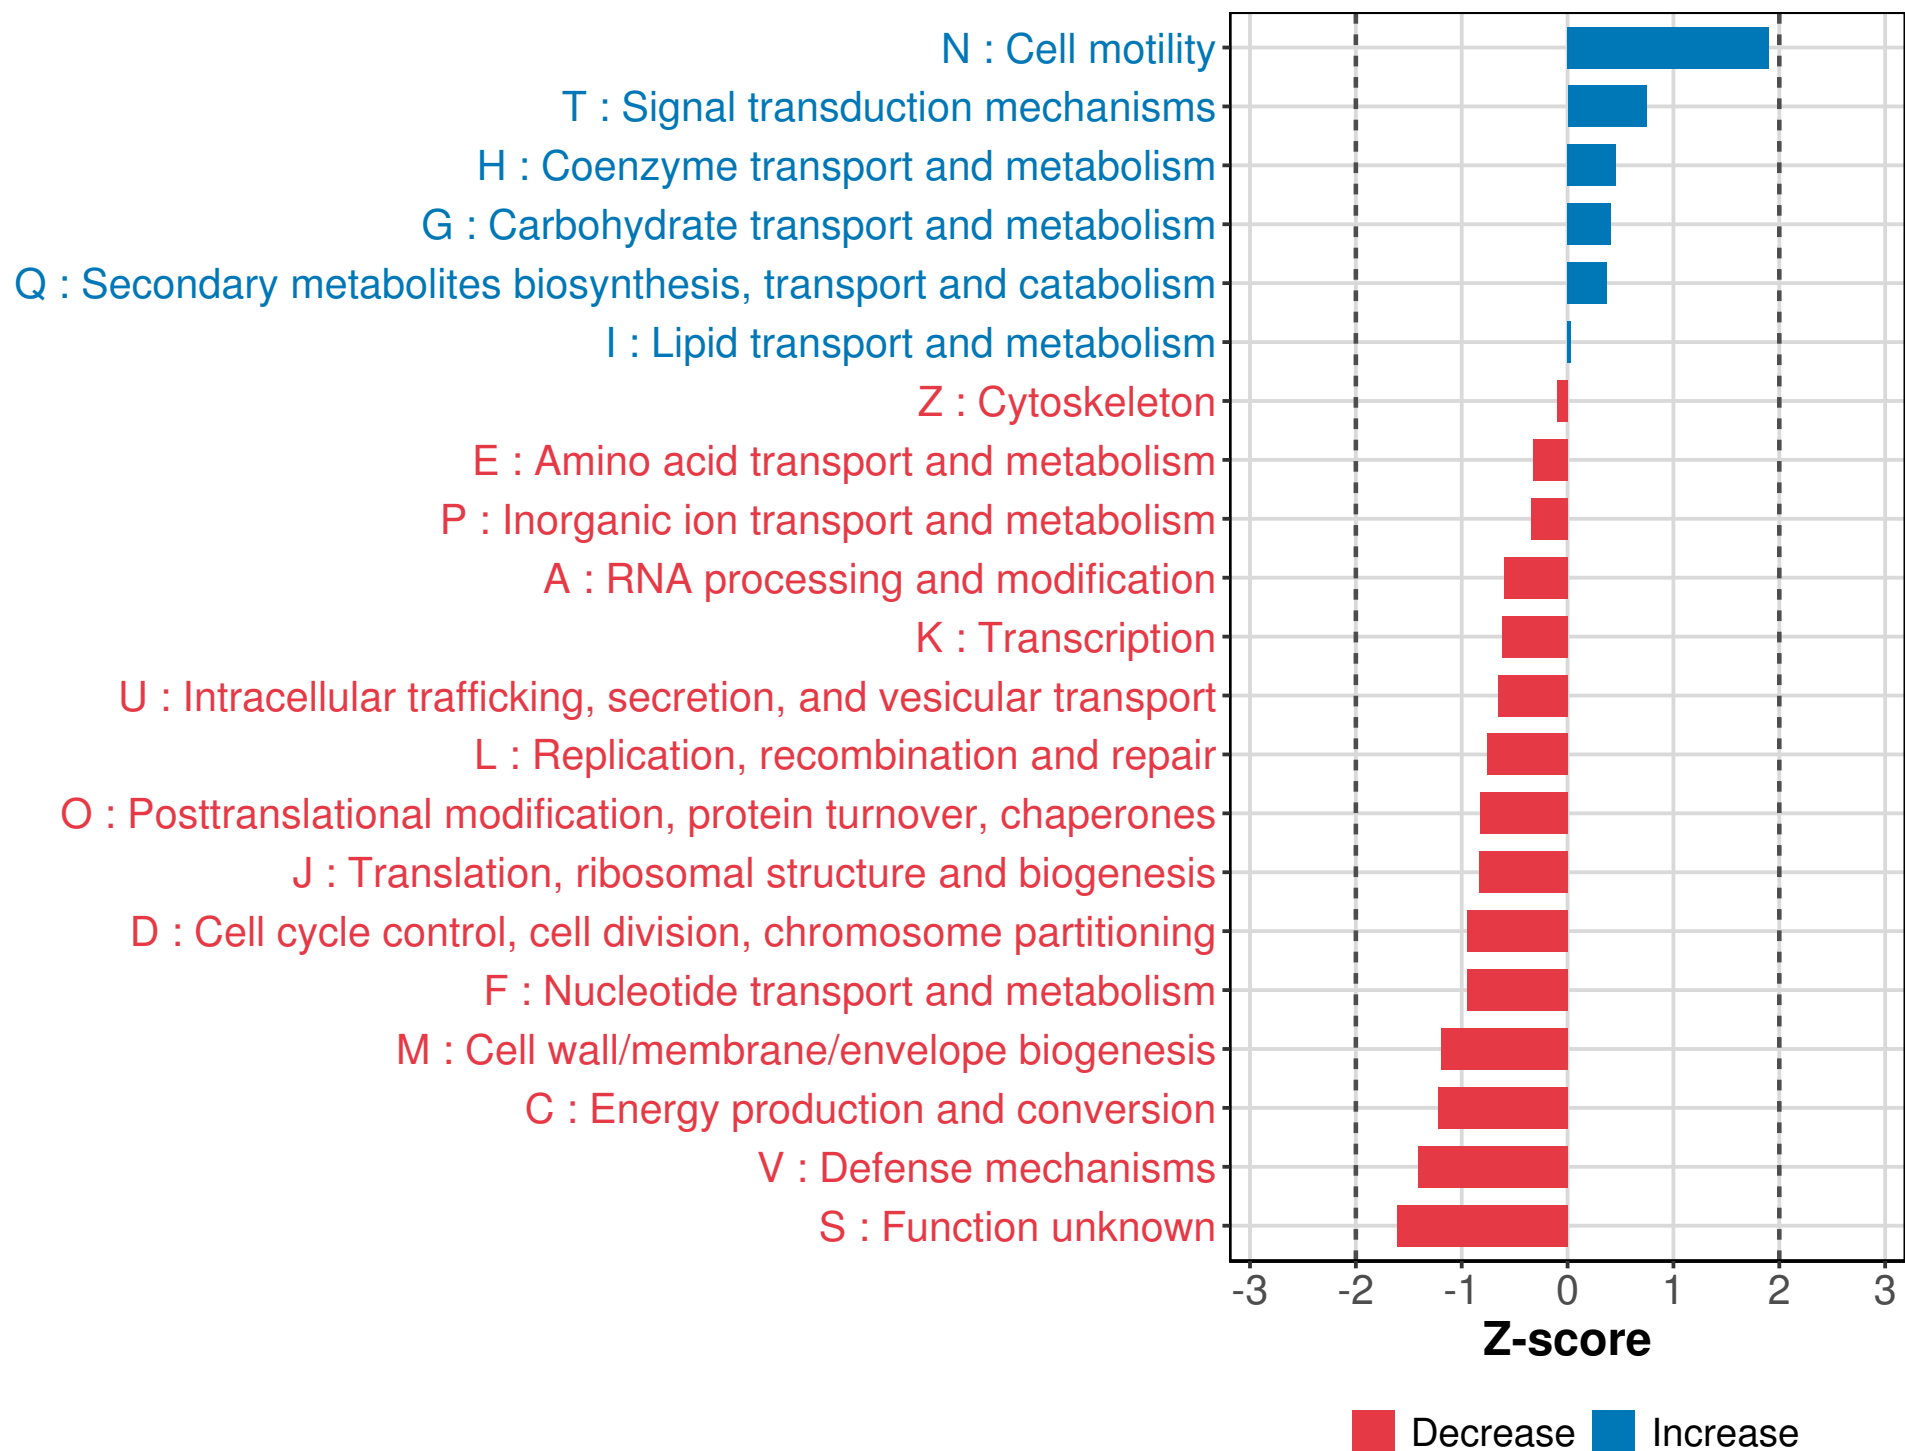 N : Cell motility
T : Signal transduction mechanisms
H : Coenzyme transport and metabolism
G : Carbohydrate transport and metabolism
Q : Secondary metabolites biosynthesis, transport and catabolism
I : Lipid transport and metabolism
Z : Cytoskeleton
E : Amino acid transport and metabolism
P : Inorganic ion transport and metabolism
A : RNA processing and modification
K : Transcription
U : Intracellular trafficking, secretion, and vesicular transport
L : Replication, recombination and repair
O : Posttranslational modification, protein turnover, chaperones
J : Translation, ribosomal structure and biogenesis
D : Cell cycle control, cell division, chromosome partitioning
F : Nucleotide transport and metabolism
M : Cell wall/membrane/envelope biogenesis
C : Energy production and conversion
V : Defense mechanisms
S : Function unknown
-3 -2 -1 0 1 2 3
Z-score
Decrease Increase